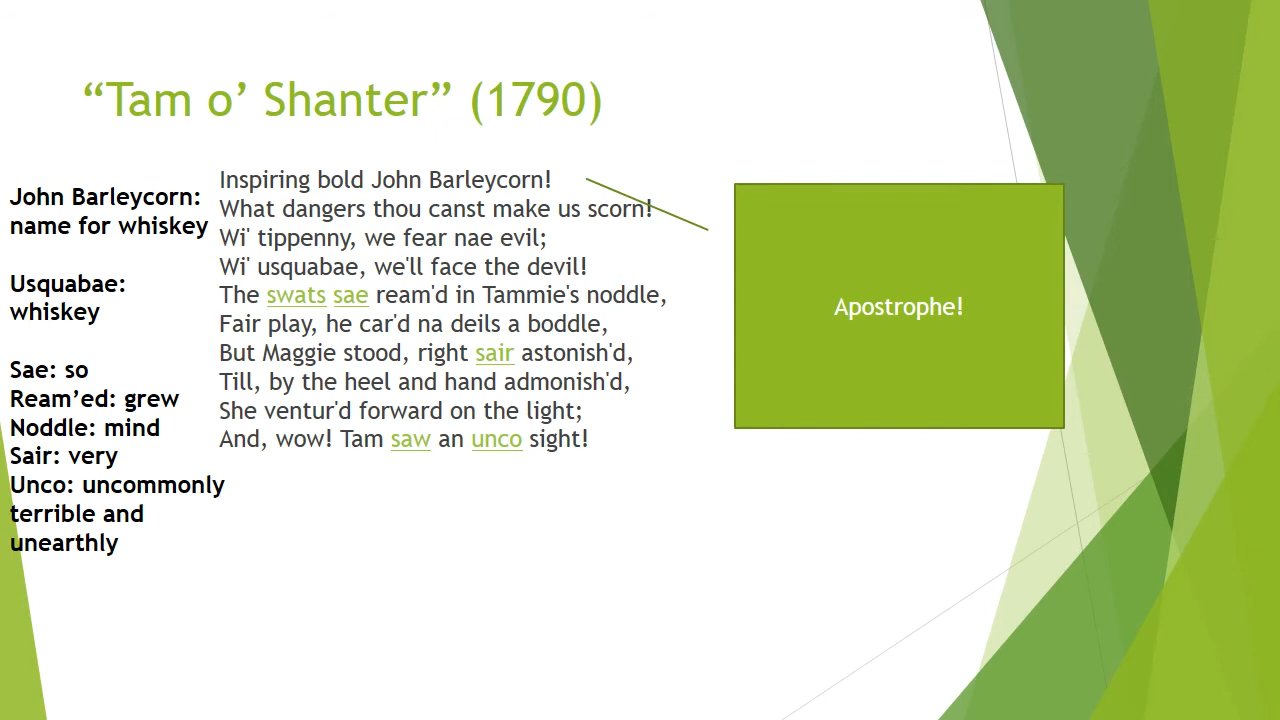 “Tam o’ Shanter” (1790)
John Barleycorn:
name for whiskey
Usquabae:
whiskey
Sae: so
Ream’ed: grew
Noddle: mind
Sair: very
Unco: uncommonly
terrible and
unearthly
Inspiring bold John Barleycorn!
What dangers thou canst make us scorn!
Wi' tippenny, we fear nae evil;
Wi' usquabae, we'll face the devil!
The swats sae ream'd in Tammie's noddle,
Fair play, he car'd na deils a boddle,
But Maggie stood, right sair astonish'd,
Till, by the heel and hand admonish'd,
She ventur'd forward on the light;
And, wow! Tam saw an unco sight!
Apostrophe!